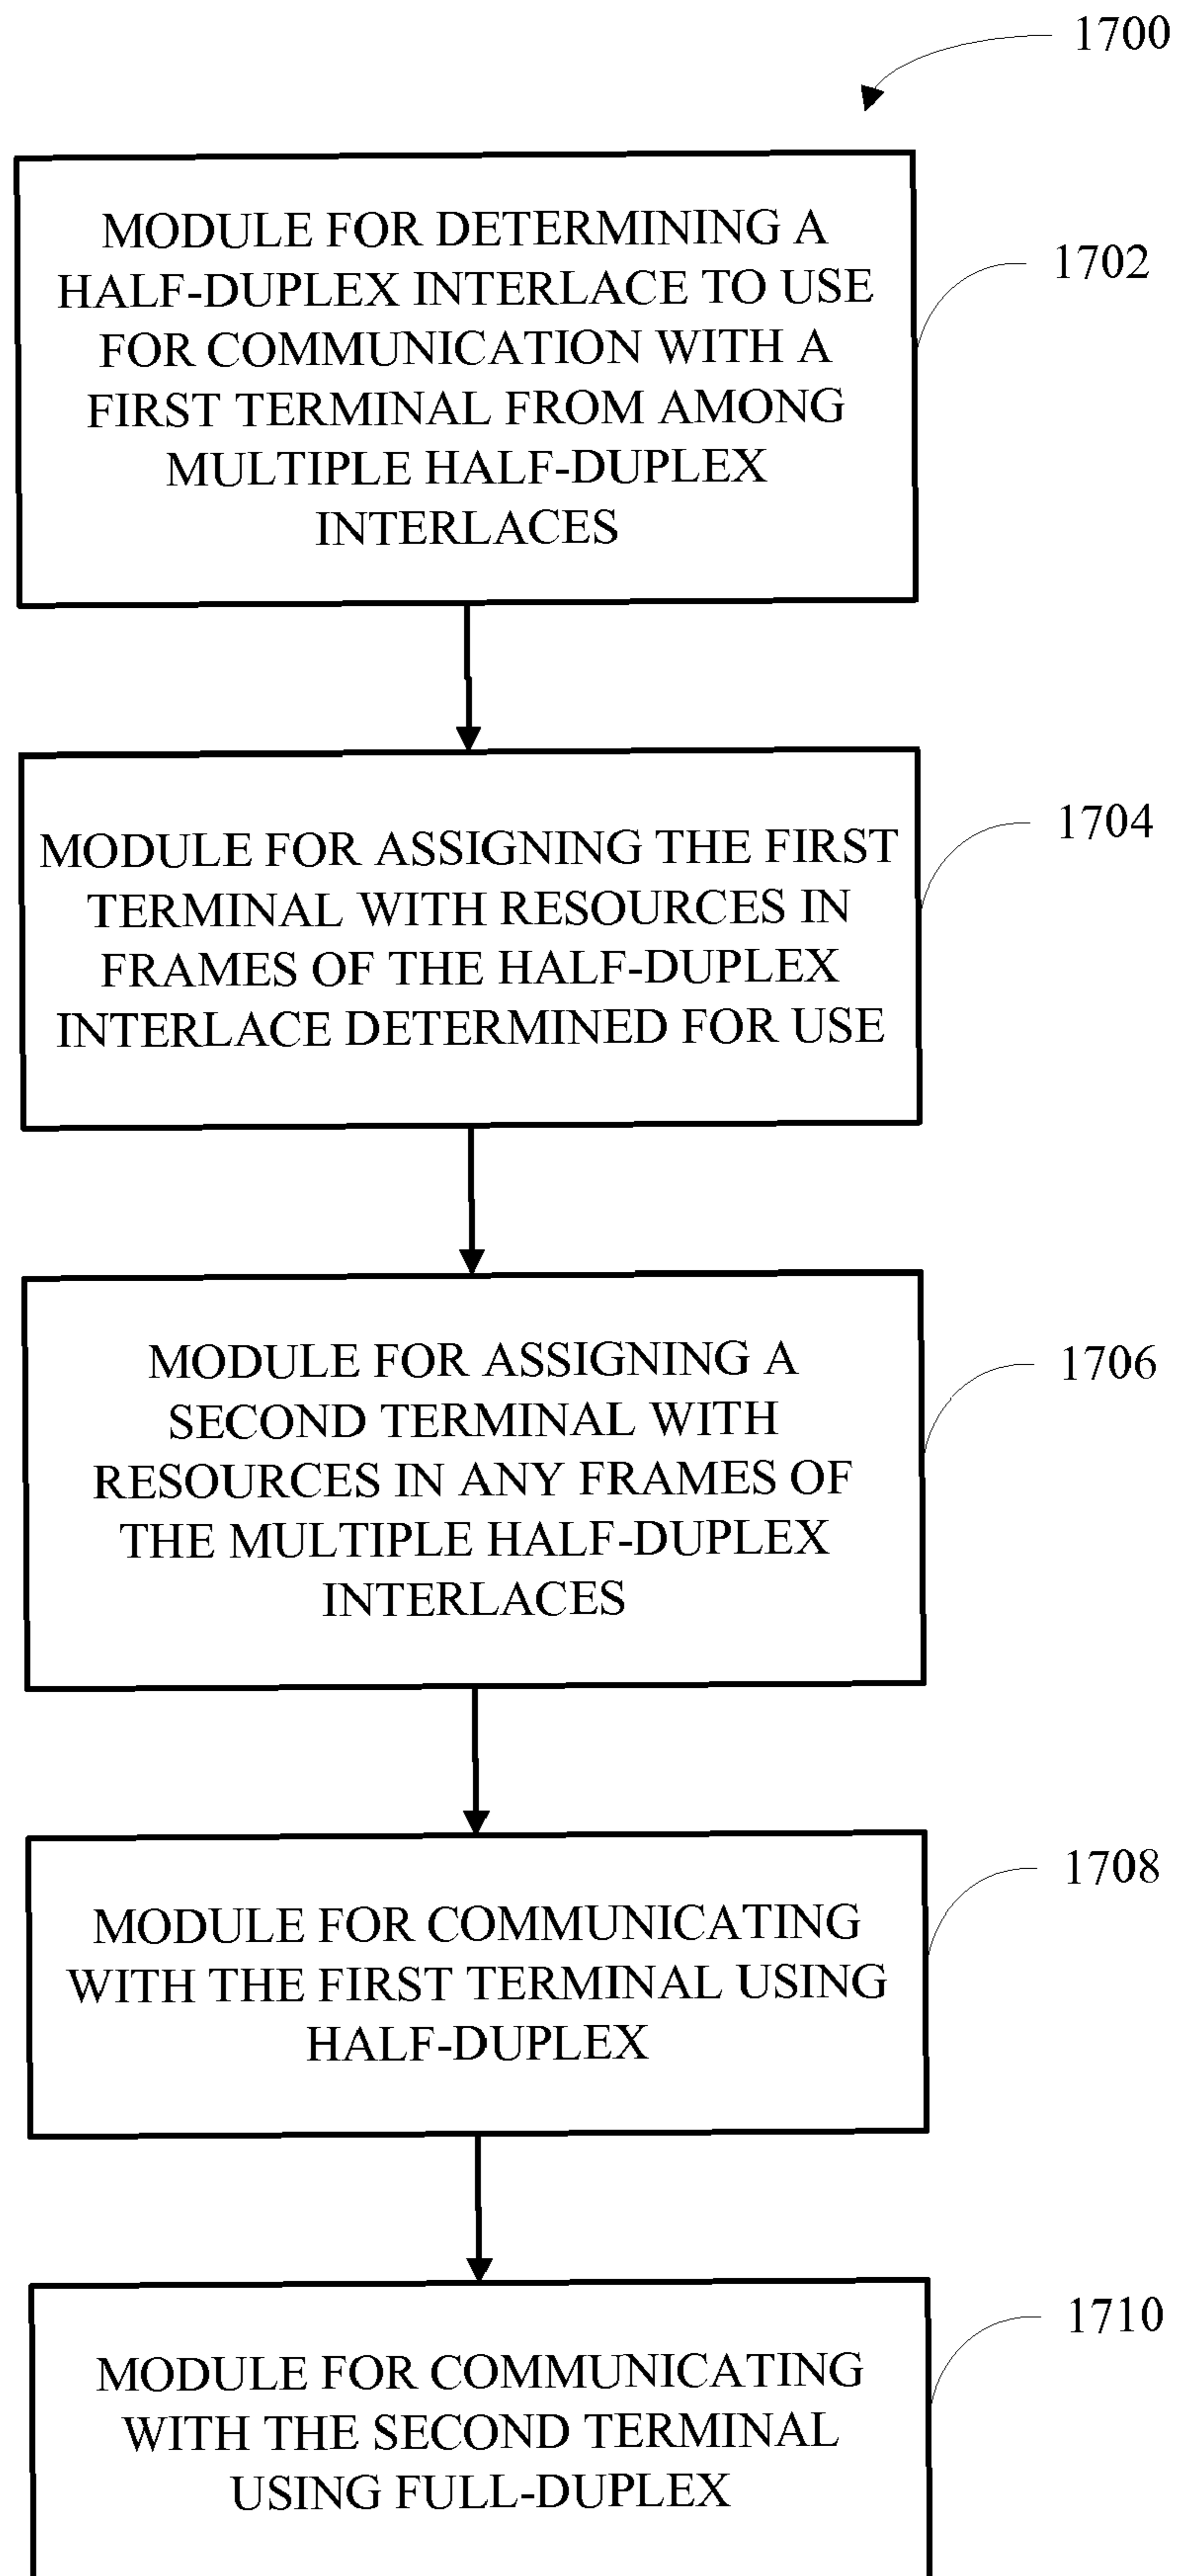 1700
MODULE FOR DETERMINING A
HALF-DUPLEX INTERLACE TO USE
FOR COMMUNICATION WITH A
FIRST TERMINAL FROM AMONG
MULTIPLE HALF-DUPLEX
INTERLACES
1702
MODULE FOR ASSIGNING THE FIRST
TERMINAL WITH RESOURCES IN
FRAMES OF THE HALF-DUPLEX
INTERLACE DETERMINED FOR USE
1704
MODULE FOR ASSIGNING A
SECOND TERMINAL WITH
RESOURCES IN ANY FRAMES OF
THE MULTIPLE HALF-DUPLEX
INTERLACES
1706
MODULE FOR COMMUNICATING
WITH THE FIRST TERMINAL USING
HALF-DUPLEX
1708
MODULE FOR COMMUNICATING
WITH THE SECOND TERMINAL
USING FULL-DUPLEX
1710